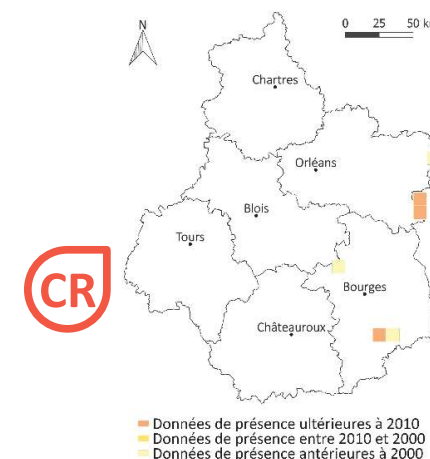 N
0 25 50 k
Chartres
Orléans
Blois
Tours
CR
Bourges
Châteauroux
Données de présence ultérieures à 2010
Données de présence entre 2010 et 2000
Données de présence antérieures à 2000